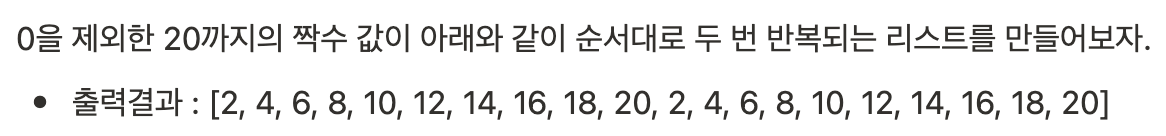 0을 제외한 20까지의 짝수 값이 아래와 같이 순서대로 두 번 반복되는 리스트를 만들어보자.
• 출력결과 : [2, 4, 6, 8, 10, 12, 14, 16, 18, 20, 2, 4, 6, 8, 10, 12, 14, 16, 18, 20]